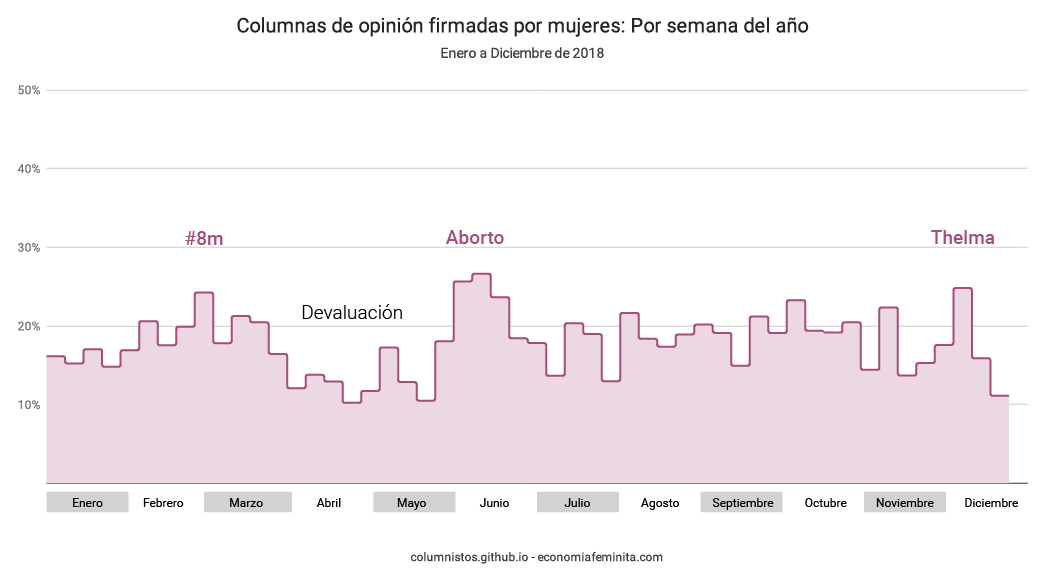 Columnas de opinión firmadas por mujeres: Por semana del año
Enero a Diciembre de 2018
50%
40%
30%
20%
10%
#8m
Aborto
Thelma
Devaluación
Enero
Febrero
Marzo
Abril
Mayo
Junio
Julio
Agosto
Septiembre
Octubre
Noviembre
Diciembre
columnistos.github.io - economiafeminita.com